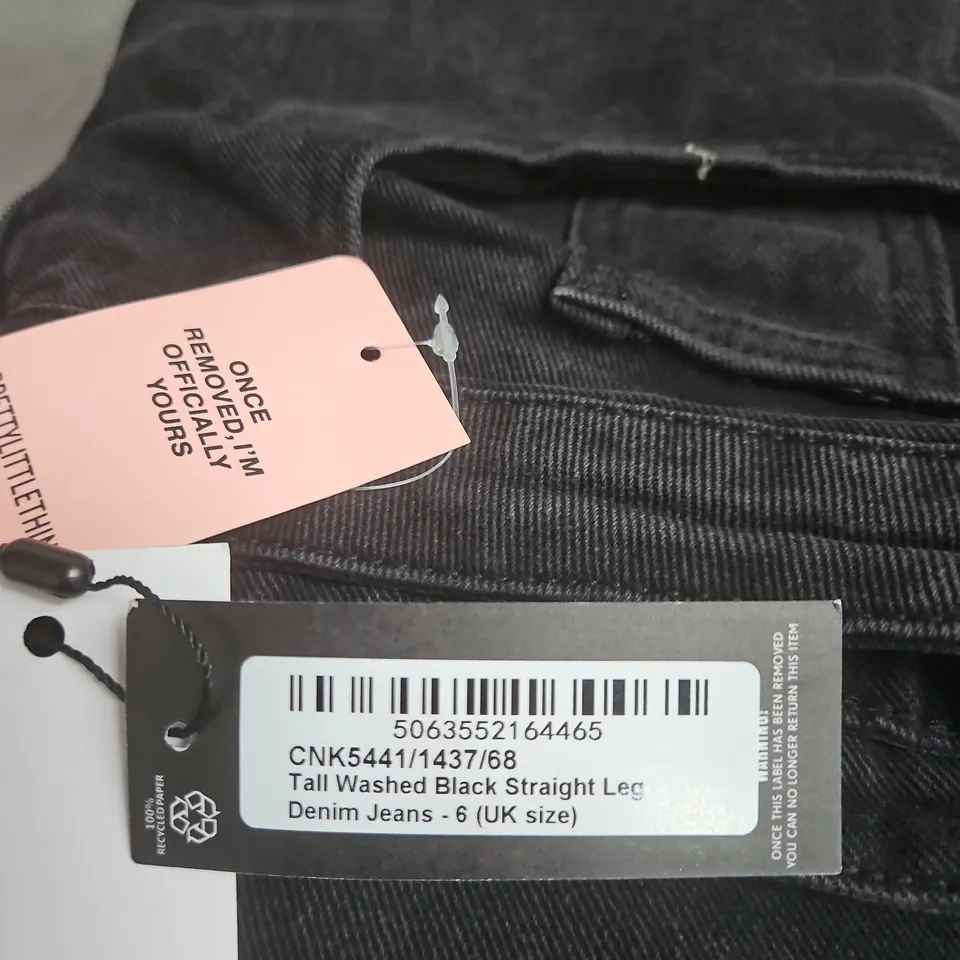 ONCE
REMOVED, I'M
OFFICIALLY
YOURS
PRETTYLITTLETHIN
5063552164465
CNK5441/1437/68
Tall Washed Black Straight Leg
Denim Jeans - 6 (UK size)
100%
RECYCLED PAPER
WARNING!
ONCE THIS LABEL HAS BEEN REMOVED
YOU CAN NO LONGER RETURN THIS ITEM